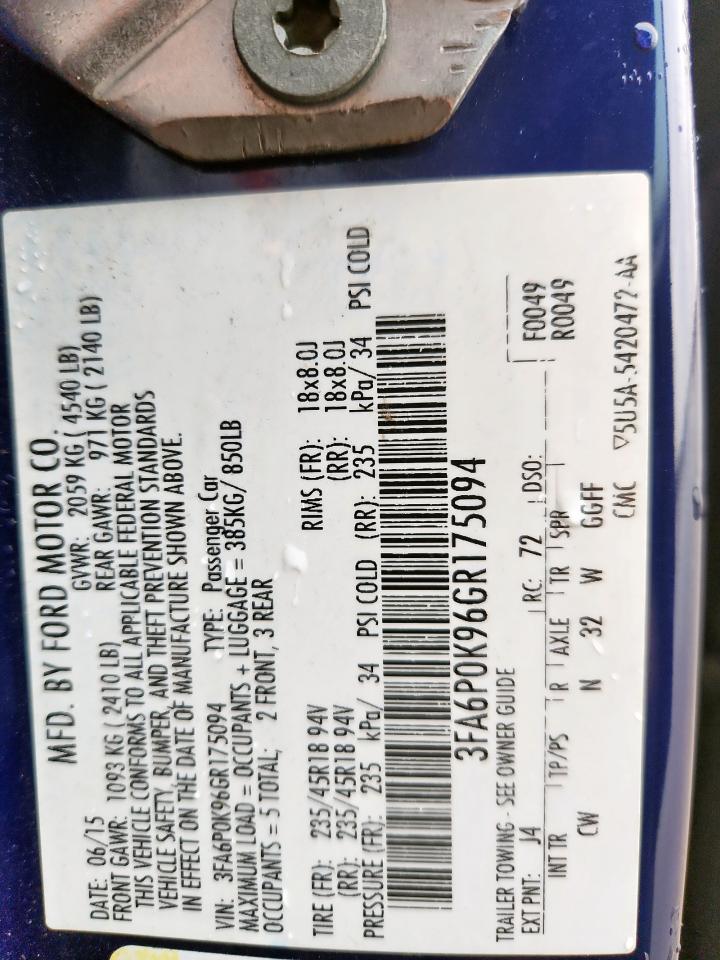 MFD. BY FORD MOTOR CO.
DATE: 06/15 GVWR: 2059 KG ( 4540 LB)
FRONT GAWR: 1093 KG ( 2410 LB) REAR GAWR: 971 KG ( 2140 LB)
THIS VEHICLE CONFORMS TO ALL APPLICABLE FEDERAL MOTOR
VEHICLE SAFETY, BUMPER, AND THEFT PREVENTION STANDARDS
IN EFFECT ON THE DATE OF MANUFACTURE SHOWN ABOVE.
VIN: 3FA6P0K96GR175094 TYPE: Passenger Car
MAXIMUM LOAD = OCCUPANTS + LUGGAGE = 385KG/ 850LB
OCCUPANTS = 5 TOTAL, 2 FRONT, 3 REAR
TIRE (FR): 235/45R18 94V RIMS (FR): 18x8.0J
(RR): 235/45R18 94V (RR): 18x8.0J
PRESSURE (FR): 235 kPa/ 34 PSI COLD (RR): 235 kPa/ 34 PSI COLD
3FA6P0K96GR175094
TRAILER TOWING - SEE OWNER GUIDE F0049
EXT PNT: J4 RC: 72 DSO: R0049
INT TR TP/PS R AXLE TR SPR
CW N 32 W GGFF
CMC ▽5U5A-5420472-AA